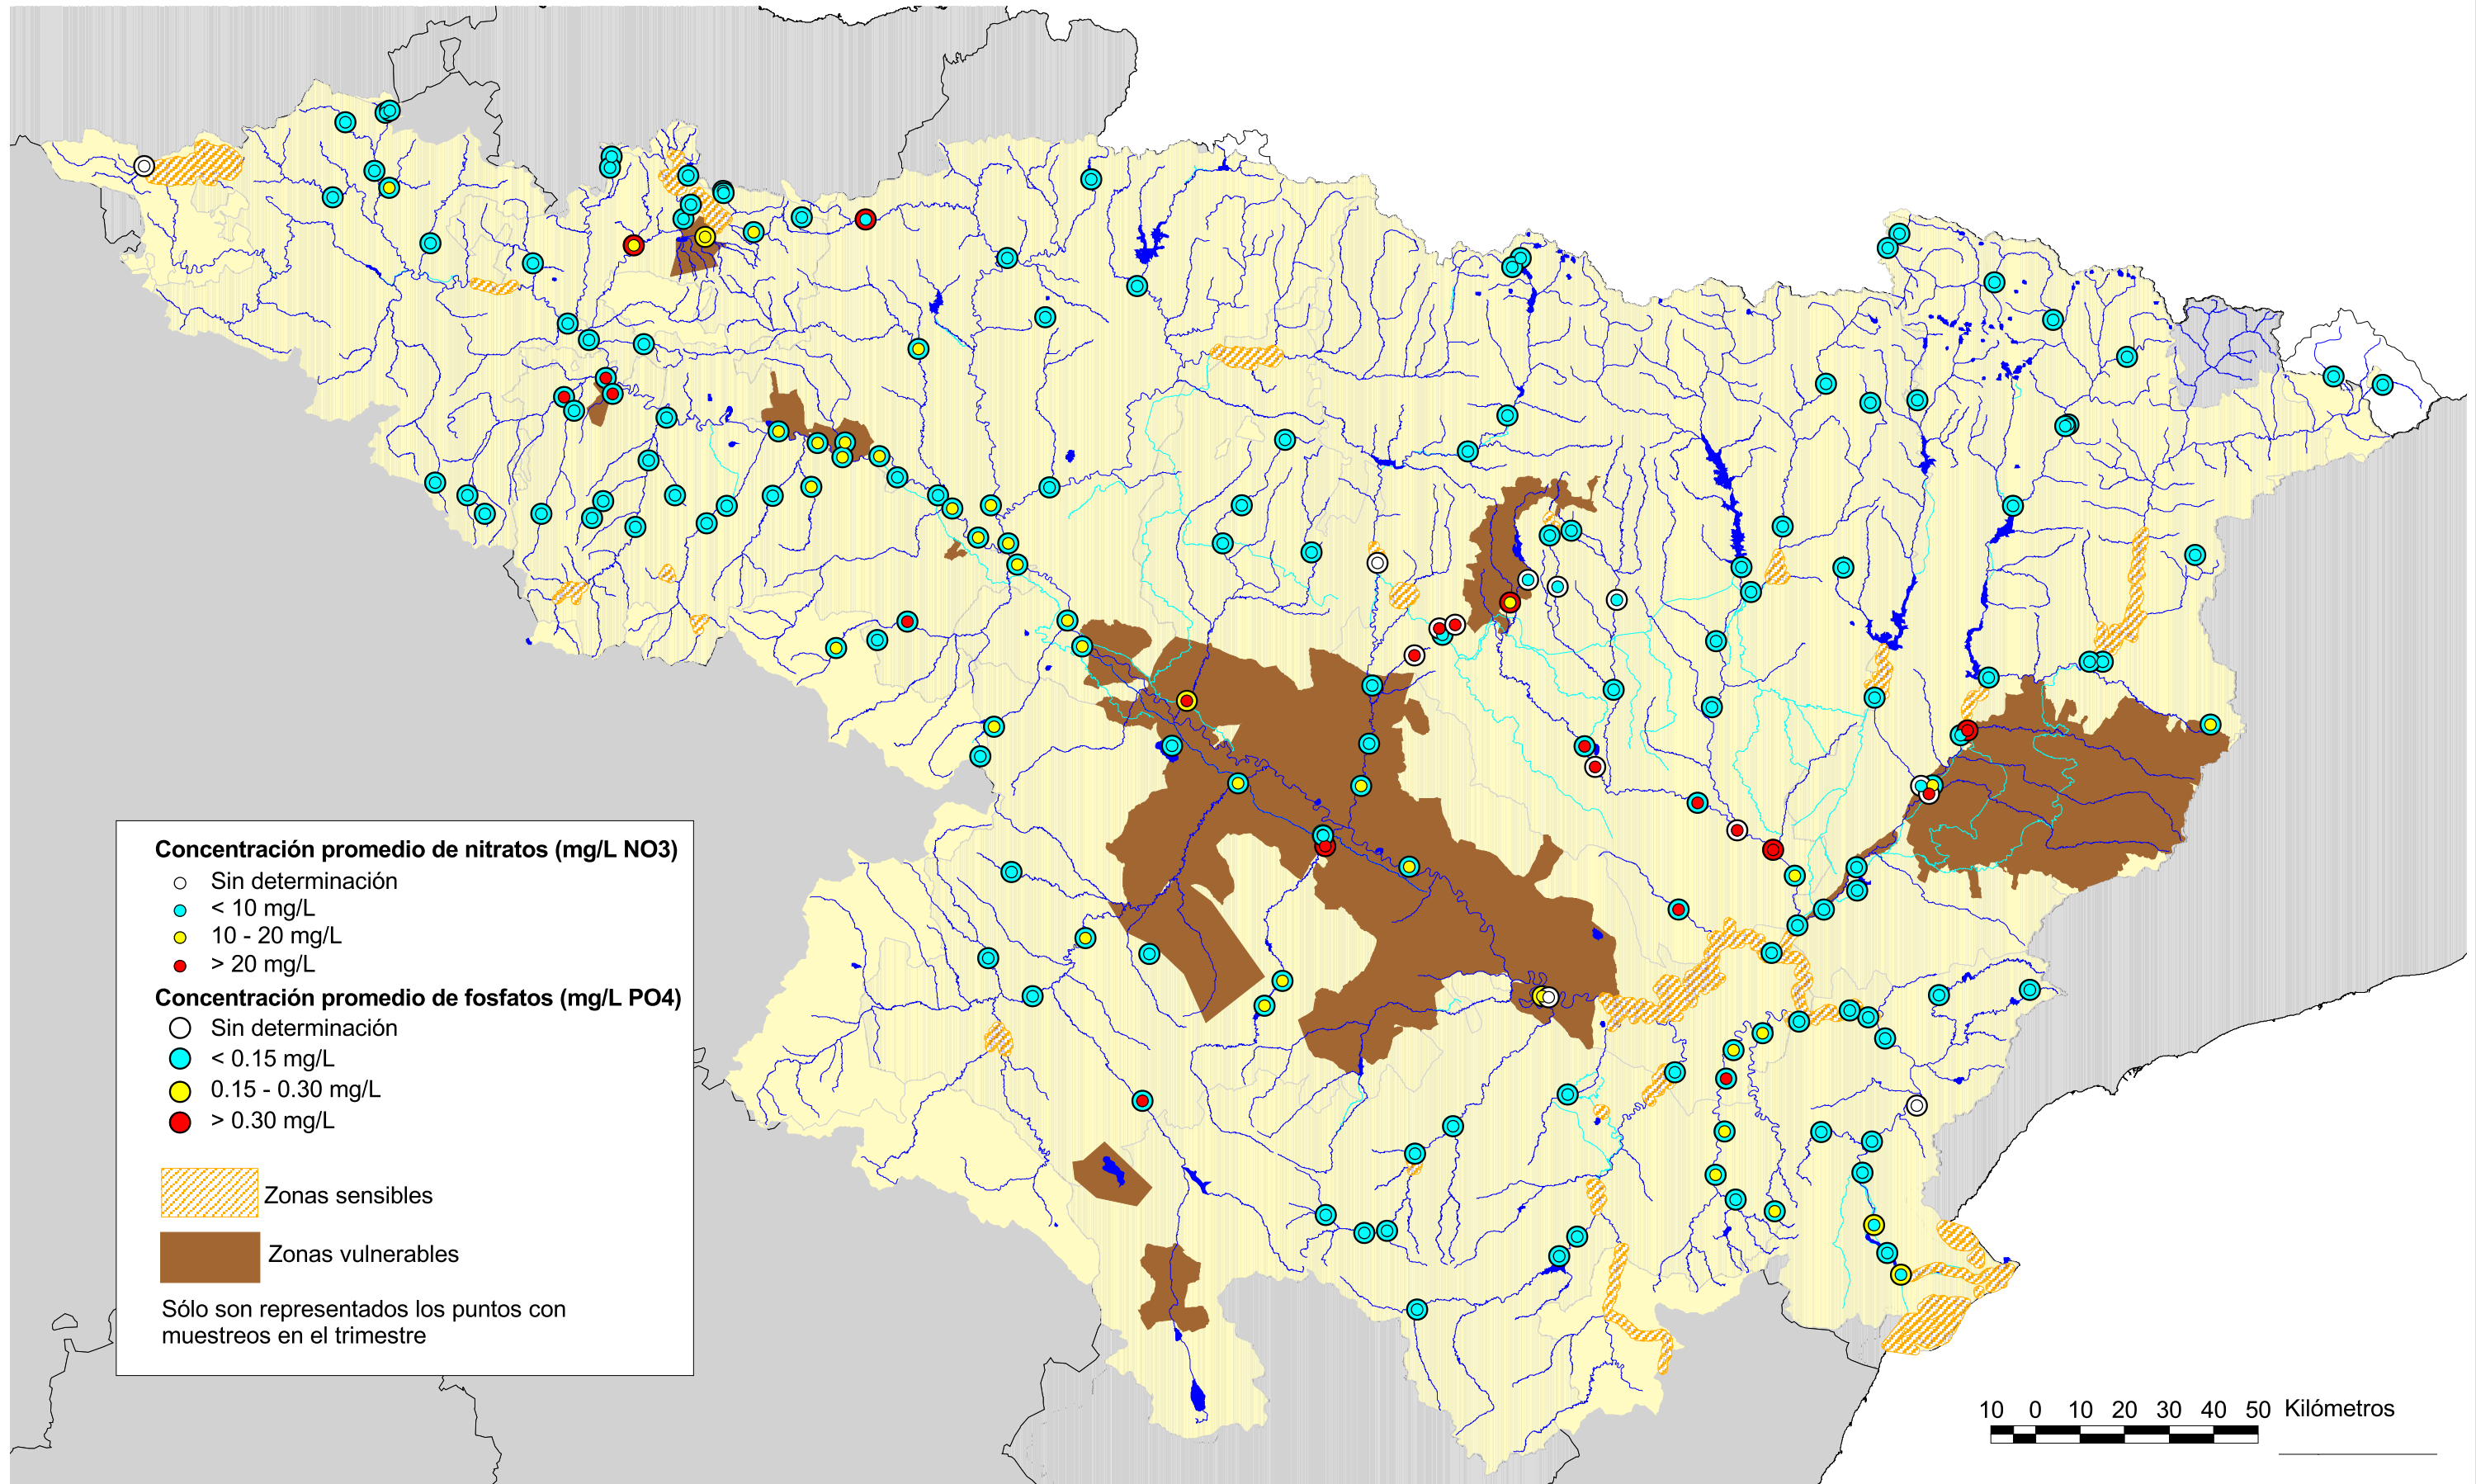 Concentración promedio de nitratos (mg/L NO3)
Sin determinación
< 10 mg/L
10 - 20 mg/L
> 20 mg/L
Concentración promedio de fosfatos (mg/L PO4)
Sin determinación
< 0.15 mg/L
0.15 - 0.30 mg/L
> 0.30 mg/L
Zonas sensibles
Zonas vulnerables
Sólo son representados los puntos con
muestreos en el trimestre
10 0 10 20 30 40 50 Kilómetros